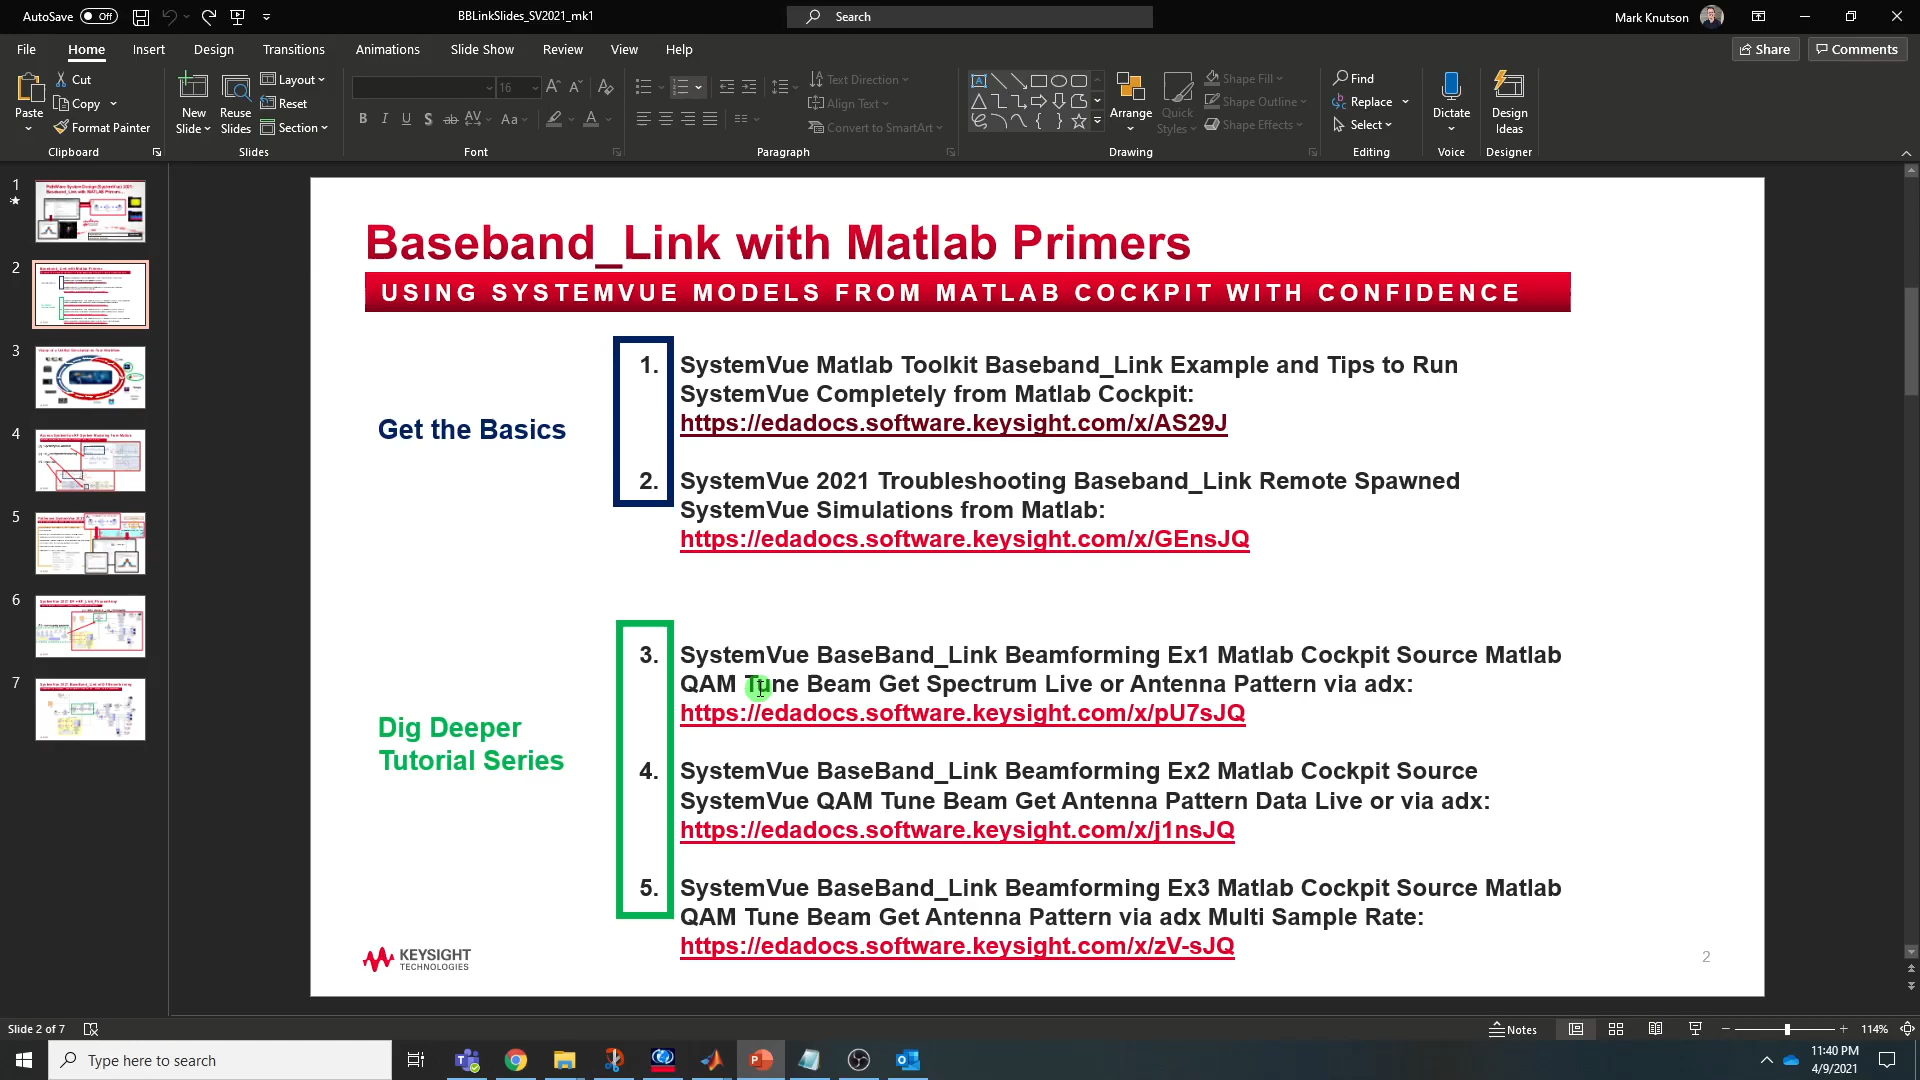 AutoSave Off
BBLinkSlides_SV2021_mk1
Search
Mark Knutson
File Home Insert Design Transitions Animations Slide Show Review View Help
Share Comments
Paste
Cut
Copy
Format Painter
Clipboard
New Slide
Reuse Slides
Layout
Reset
Section
Slides
16
Font
Text Direction
Align Text
Convert to SmartArt
Paragraph
Arrange
Quick Styles
Shape Fill
Shape Outline
Shape Effects
Drawing
Find
Replace
Select
Editing
Dictate
Voice
Design Ideas
Designer
1
2
3
4
5
6
7
Baseband_Link with Matlab Primers
USING SYSTEMVUE MODELS FROM MATLAB COCKPIT WITH CONFIDENCE
Get the Basics
1. SystemVue Matlab Toolkit Baseband_Link Example and Tips to Run
SystemVue Completely from Matlab Cockpit:
https://edadocs.software.keysight.com/x/AS29J
2. SystemVue 2021 Troubleshooting Baseband_Link Remote Spawned
SystemVue Simulations from Matlab:
https://edadocs.software.keysight.com/x/GEnsJQ
Dig Deeper
Tutorial Series
3. SystemVue BaseBand_Link Beamforming Ex1 Matlab Cockpit Source Matlab
QAM Tune Beam Get Spectrum Live or Antenna Pattern via adx:
https://edadocs.software.keysight.com/x/pU7sJQ
4. SystemVue BaseBand_Link Beamforming Ex2 Matlab Cockpit Source
SystemVue QAM Tune Beam Get Antenna Pattern Data Live or via adx:
https://edadocs.software.keysight.com/x/j1nsJQ
5. SystemVue BaseBand_Link Beamforming Ex3 Matlab Cockpit Source Matlab
QAM Tune Beam Get Antenna Pattern via adx Multi Sample Rate:
https://edadocs.software.keysight.com/x/zV-sJQ
KEYSIGHT
TECHNOLOGIES
2
Slide 2 of 7
Notes
114%
Type here to search
11:40 PM
4/9/2021